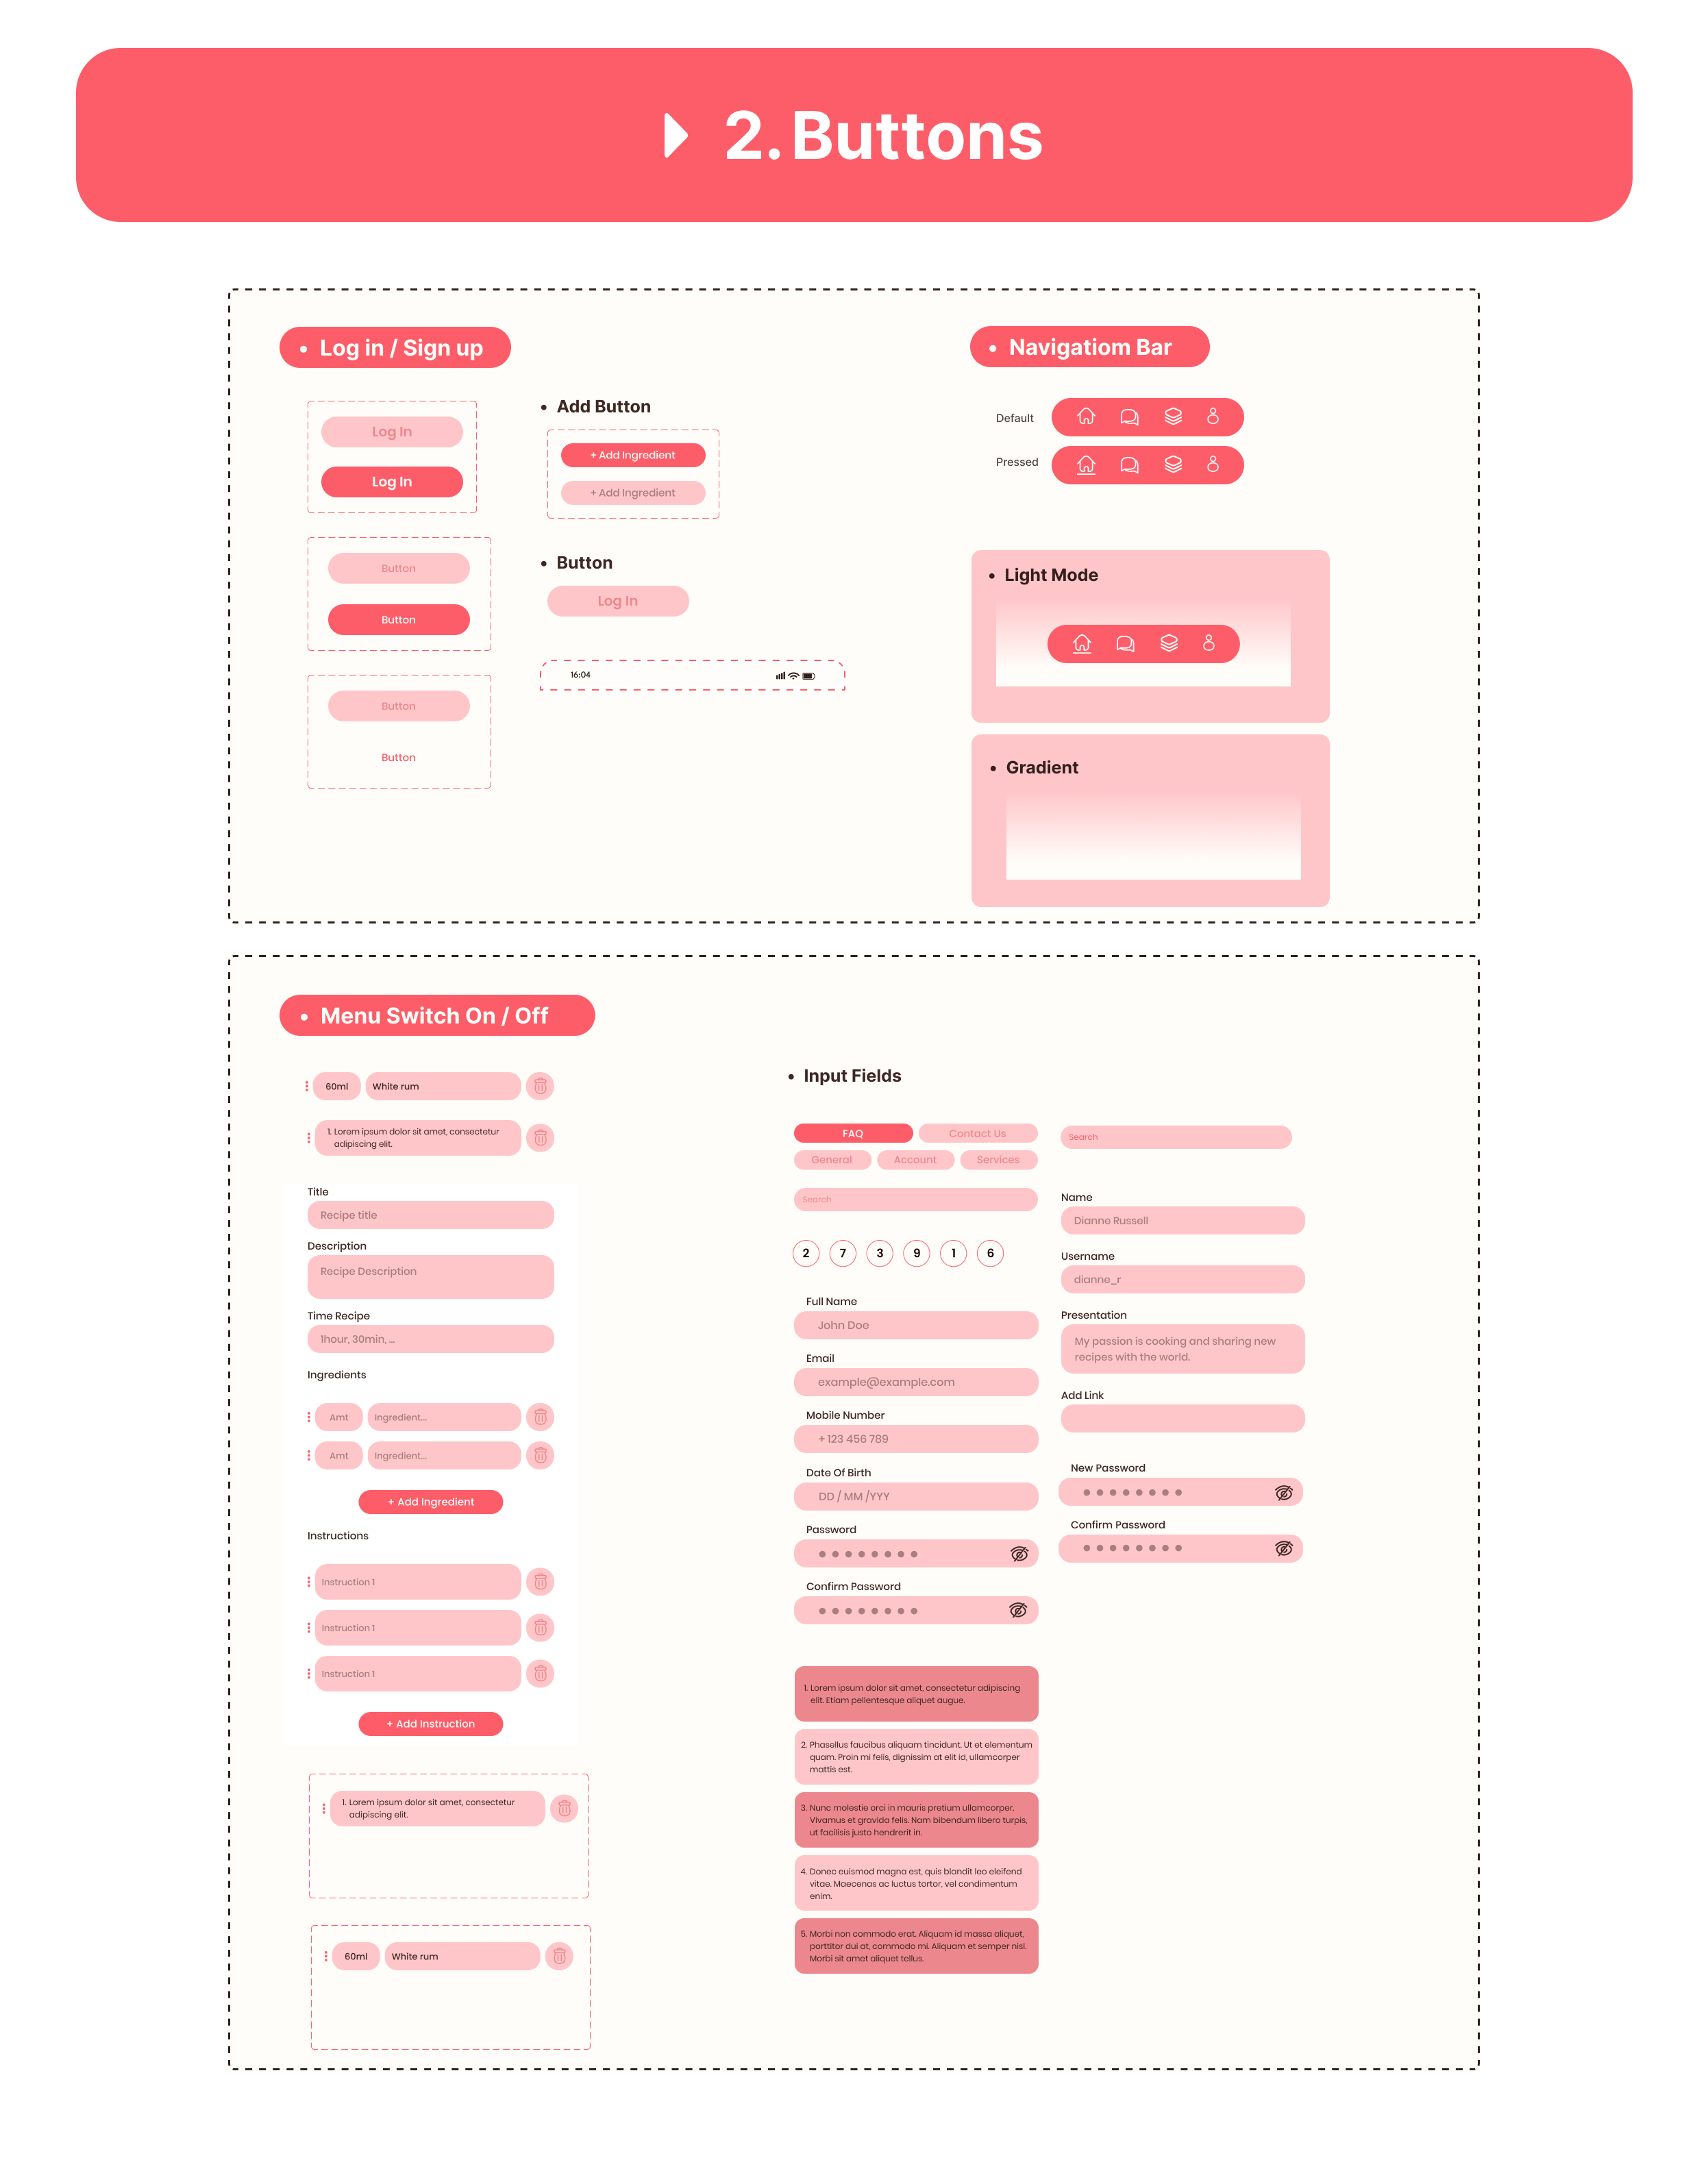 2. Buttons
Log in / Sign up
Log In
Log In
Button
Button
Button
Button
Add Button
+ Add Ingredient
+ Add Ingredient
Button
Log In
16:04
Navigatiom Bar
Default
Pressed
Light Mode
Gradient
Menu Switch On / Off
60ml White rum
1. Lorem ipsum dolor sit amet, consectetur
adipiscing elit.
Title
Recipe title
Description
Recipe Description
Time Recipe
1hour, 30min, ...
Ingredients
Amt Ingredient...
Amt Ingredient...
+ Add Ingredient
Instructions
Instruction 1
Instruction 1
Instruction 1
+ Add Instruction
1. Lorem ipsum dolor sit amet, consectetur
adipiscing elit.
60ml White rum
Input Fields
FAQ Contact Us
General Account Services
Search
2 7 3 9 1 6
Full Name
John Doe
Email
example@example.com
Mobile Number
+ 123 456 789
Date Of Birth
DD / MM /YYY
Password
Confirm Password
1. Lorem ipsum dolor sit amet, consectetur adipiscing
elit. Etiam pellentesque aliquet augue.
2. Phasellus faucibus aliquam tincidunt. Ut et elementum
quam. Proin mi felis, dignissim at elit id, ullamcorper
mattis est.
3. Nunc molestie orci in mauris pretium ullamcorper.
Vivamus et gravida felis. Nam bibendum libero turpis,
ut facilisis justo hendrerit in.
4. Donec euismod magna est, quis blandit leo eleifend
vitae. Maecenas ac luctus tortor, vel condimentum
enim.
5. Morbi non commodo erat. Aliquam id massa aliquet,
porttitor dui at, commodo mi. Aliquam et semper nisl.
Morbi sit amet aliquet tellus.
Search
Name
Dianne Russell
Username
dianne_r
Presentation
My passion is cooking and sharing new
recipes with the world.
Add Link
New Password
Confirm Password